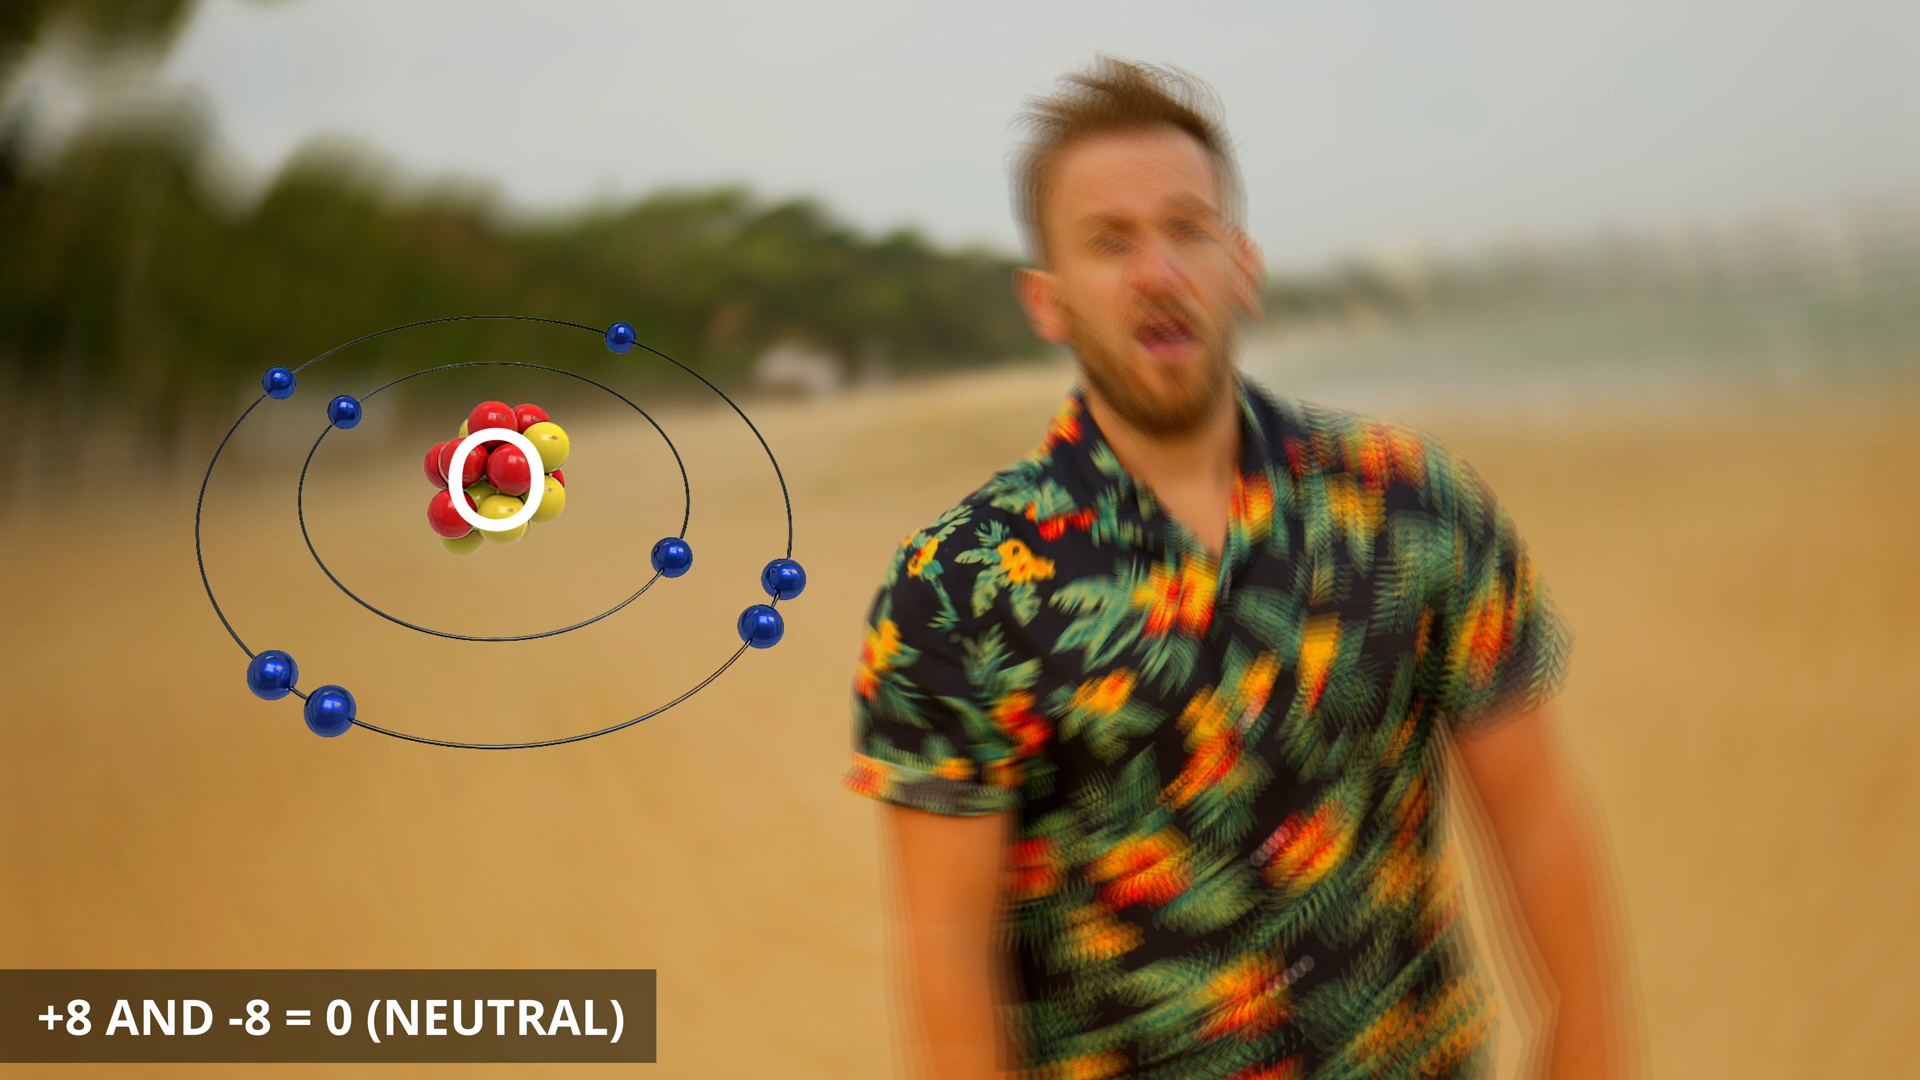 O
+8 AND -8 = 0 (NEUTRAL)